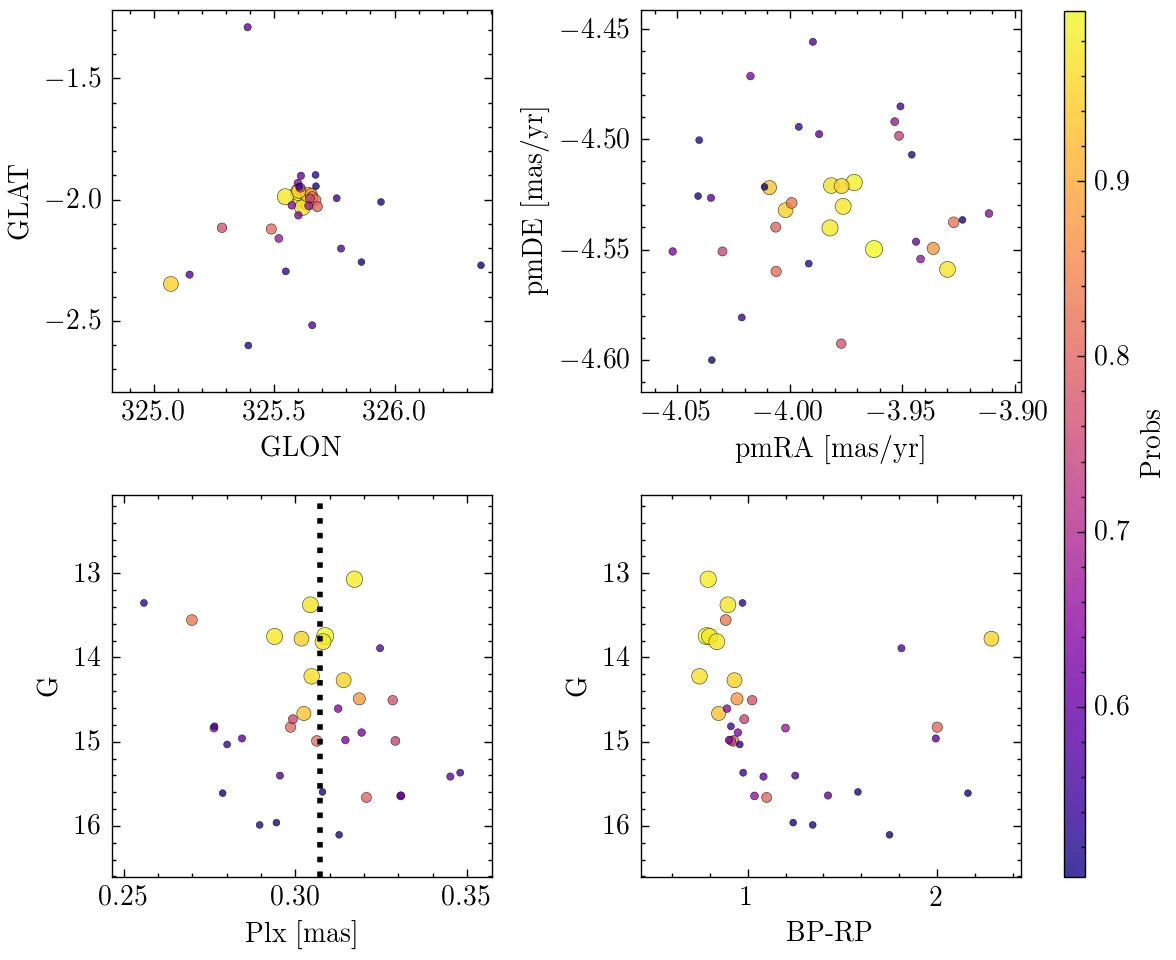 GLAT
−1.5
−2.0
−2.5
325.0 325.5 326.0
GLON
pmDE [mas/yr]
−4.45
−4.50
−4.55
−4.60
−4.05 −4.00 −3.95 −3.90
pmRA [mas/yr]
G
13
14
15
16
0.25 0.30 0.35
Plx [mas]
G
13
14
15
16
1 2
BP-RP
0.9
0.8
0.7
0.6
Probs